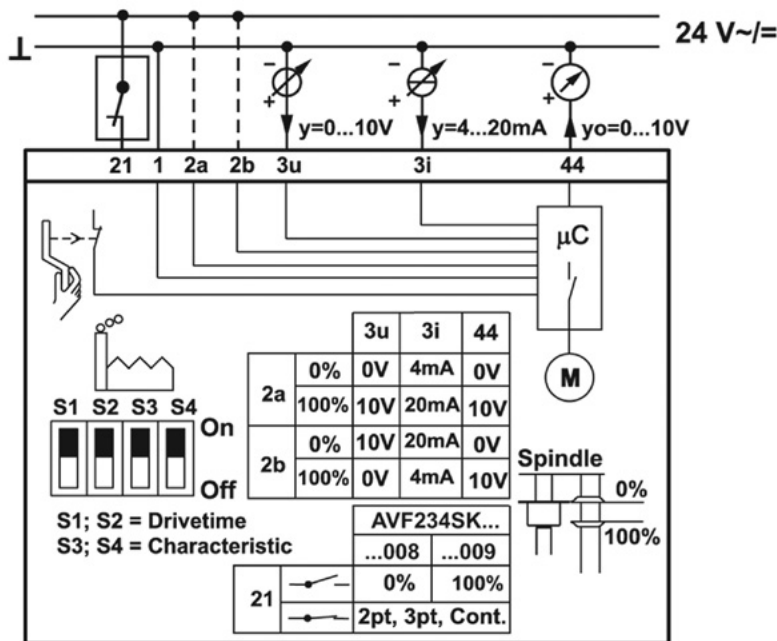 24 V~/=
⊥
− − −
+ + +
y=0...10V y=4...20mA yo=0...10V
21 1 2a 2b 3u 3i 44
µC
M
3u 3i 44
2a 0% 0V 4mA 0V
100% 10V 20mA 10V
2b 0% 10V 20mA 0V
100% 0V 4mA 10V
S1 S2 S3 S4
On
Off
S1; S2 = Drivetime
S3; S4 = Characteristic
Spindle
0%
100%
AVF234SK...
...008 ...009
21 0% 100%
2pt, 3pt, Cont.